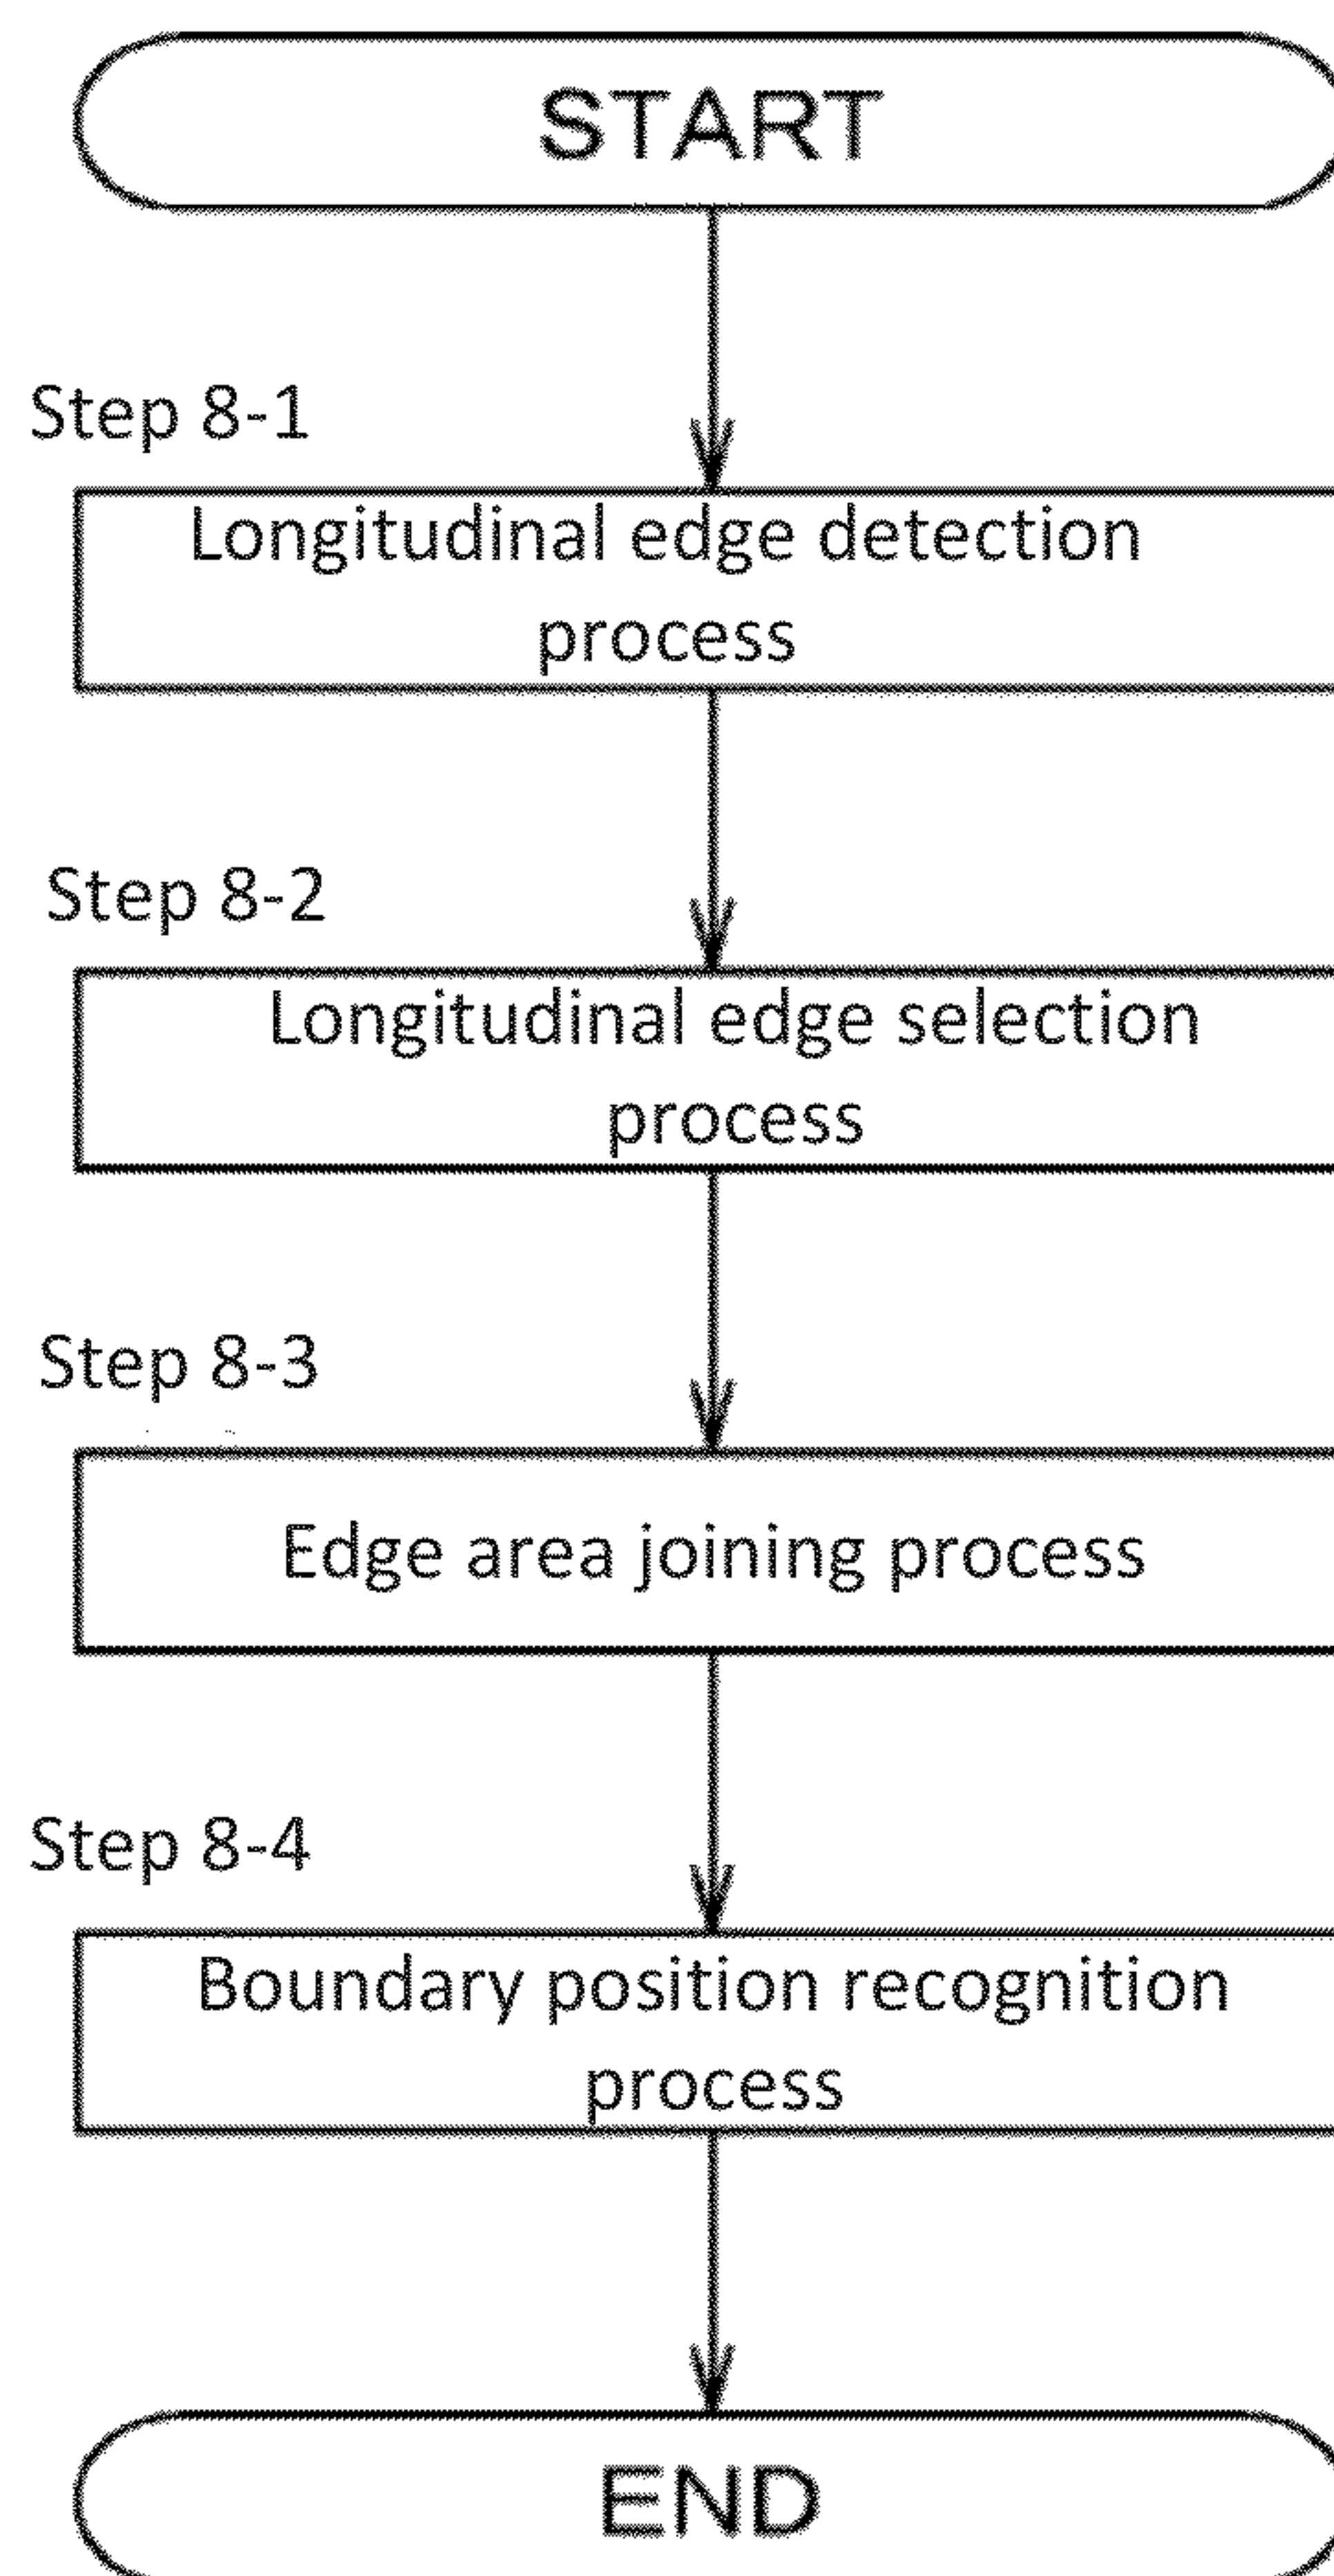 START
Step 8-1
Longitudinal edge detection
process
Step 8-2
Longitudinal edge selection
process
Step 8-3
Edge area joining process
Step 8-4
Boundary position recognition
process
END